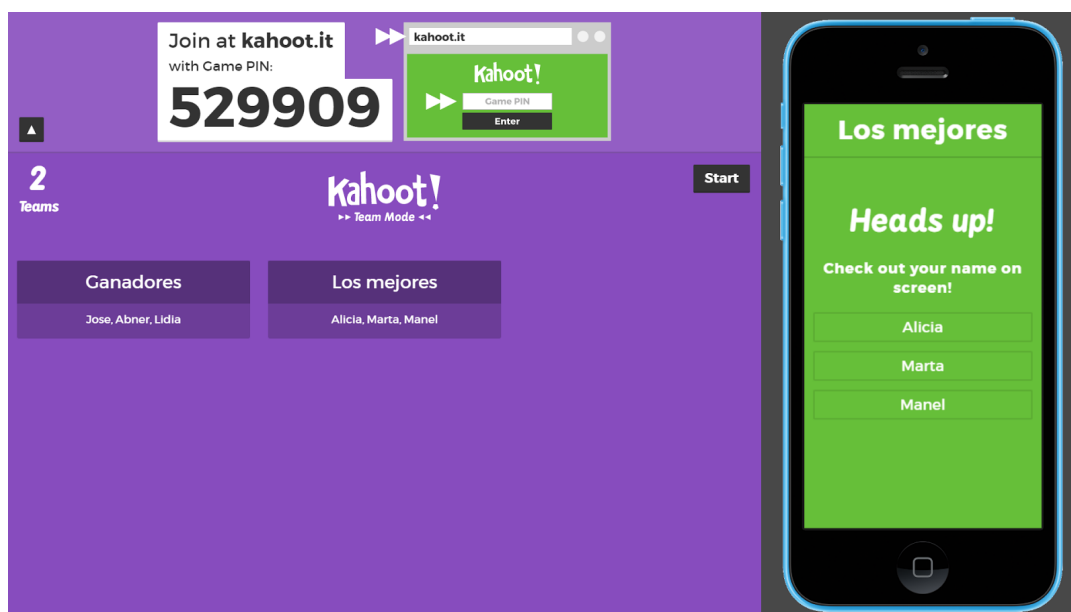 Join at kahoot.it
with Game PIN:
529909
kahoot.it
Kahoot!
Game PIN
Enter
2
Teams
Kahoot!
Team Mode
Start
Ganadores
Jose, Abner, Lidia
Los mejores
Alicia, Marta, Manel
Los mejores
Heads up!
Check out your name on
screen!
Alicia
Marta
Manel